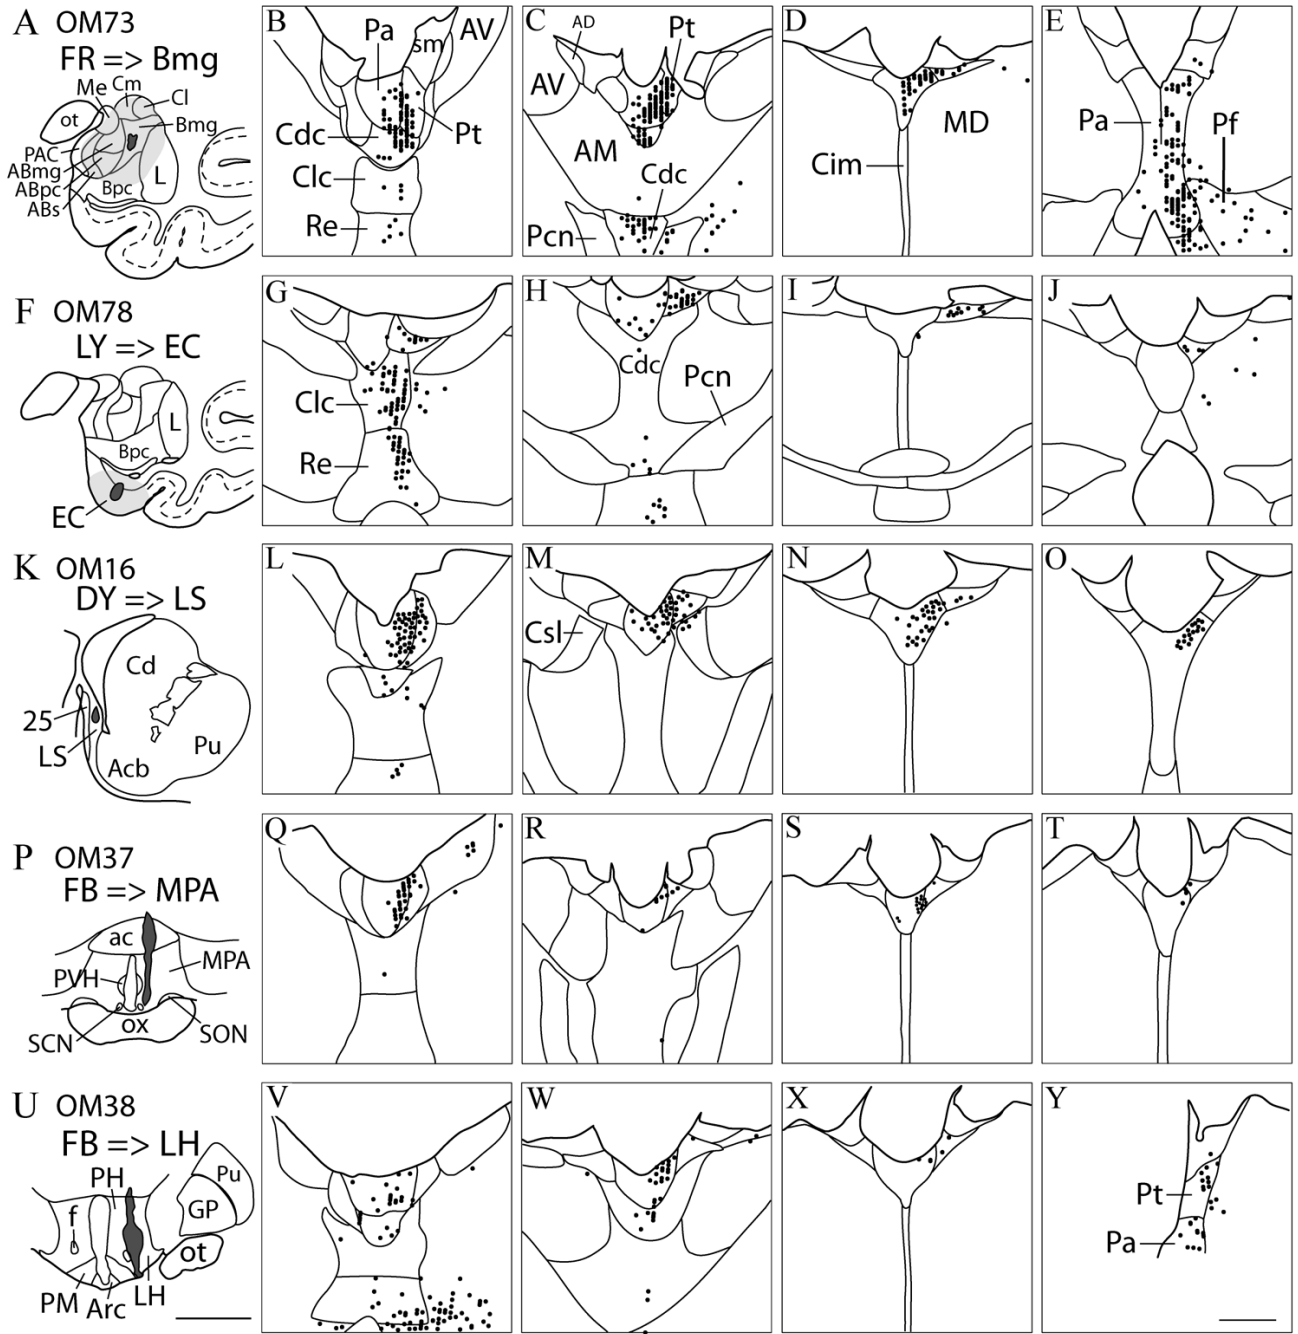 A OM73
FR => Bmg
Me Cm Cl
ot
Bmg
PAC
ABmg
ABpc
ABs
Bpc
L
B
Pa
sm
AV
Cdc
Pt
Clc
Re
C
AD
Pt
AV
AM
Cdc
Pcn
D
MD
Cim
E
Pa
Pf
F OM78
LY => EC
L
Bpc
EC
G
Clc
Re
H
Cdc
Pcn
I
J
K OM16
DY => LS
Cd
25
LS
Pu
Acb
L
M
Csl
N
O
P OM37
FB => MPA
ac
MPA
PVH
ox
SCN
SON
Q
R
S
T
U OM38
FB => LH
PH
Pu
f
GP
ot
PM
Arc
LH
V
W
X
Y
Pt
Pa